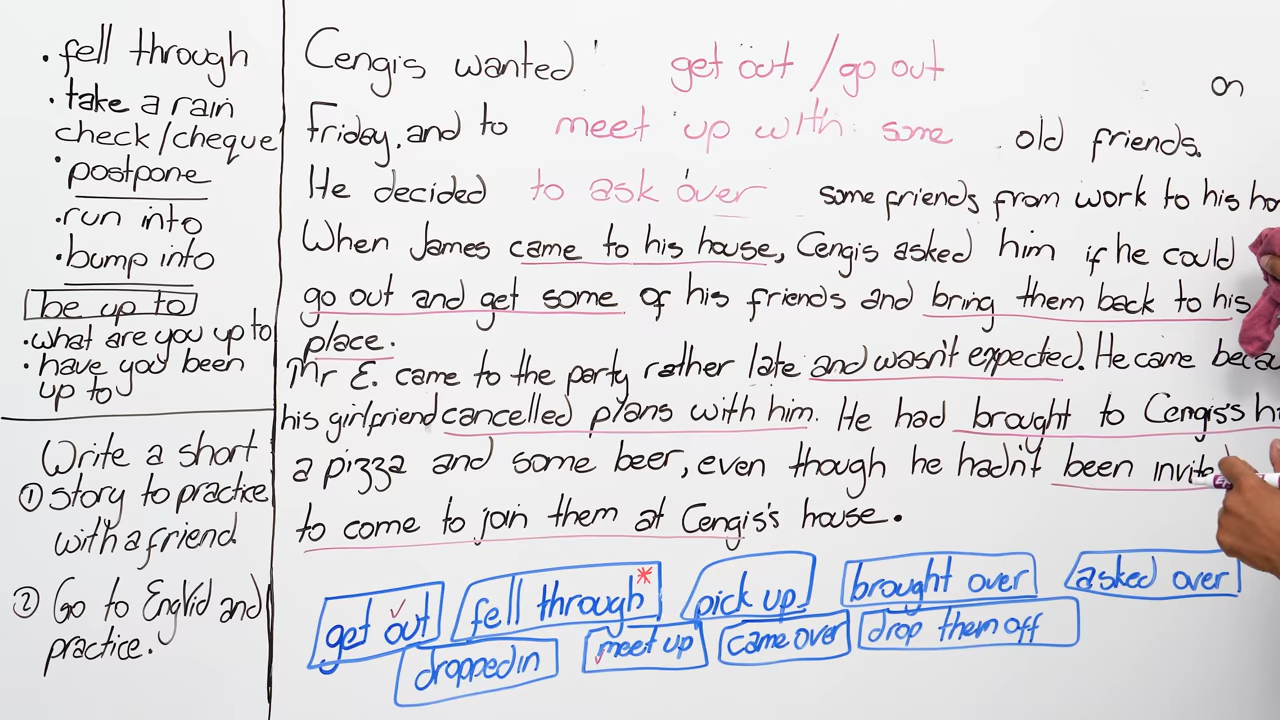 . fell through
. take a rain
check/cheque
. postpone
. run into
. bump into
be up to
. what are you up to
. have you been
up to
Write a short
① story to practice
with a friend.
② Go to EngVid and
practice.
Cengis wanted get out / go out on
Friday, and to meet up with some old friends.
He decided to ask over some friends from work to his
When James came to his house, Cengis asked him if he could
go out and get some of his friends and bring them back to his
place.
Mr E. came to the party rather late and wasn't expected. He came
his girlfriend cancelled plans with him. He had brought to Cengis's
a pizza and some beer, even though he hadn't been
to come to join them at Cengis's house.
get out fell through* pick up brought over asked over
dropped in meet up came over drop them off